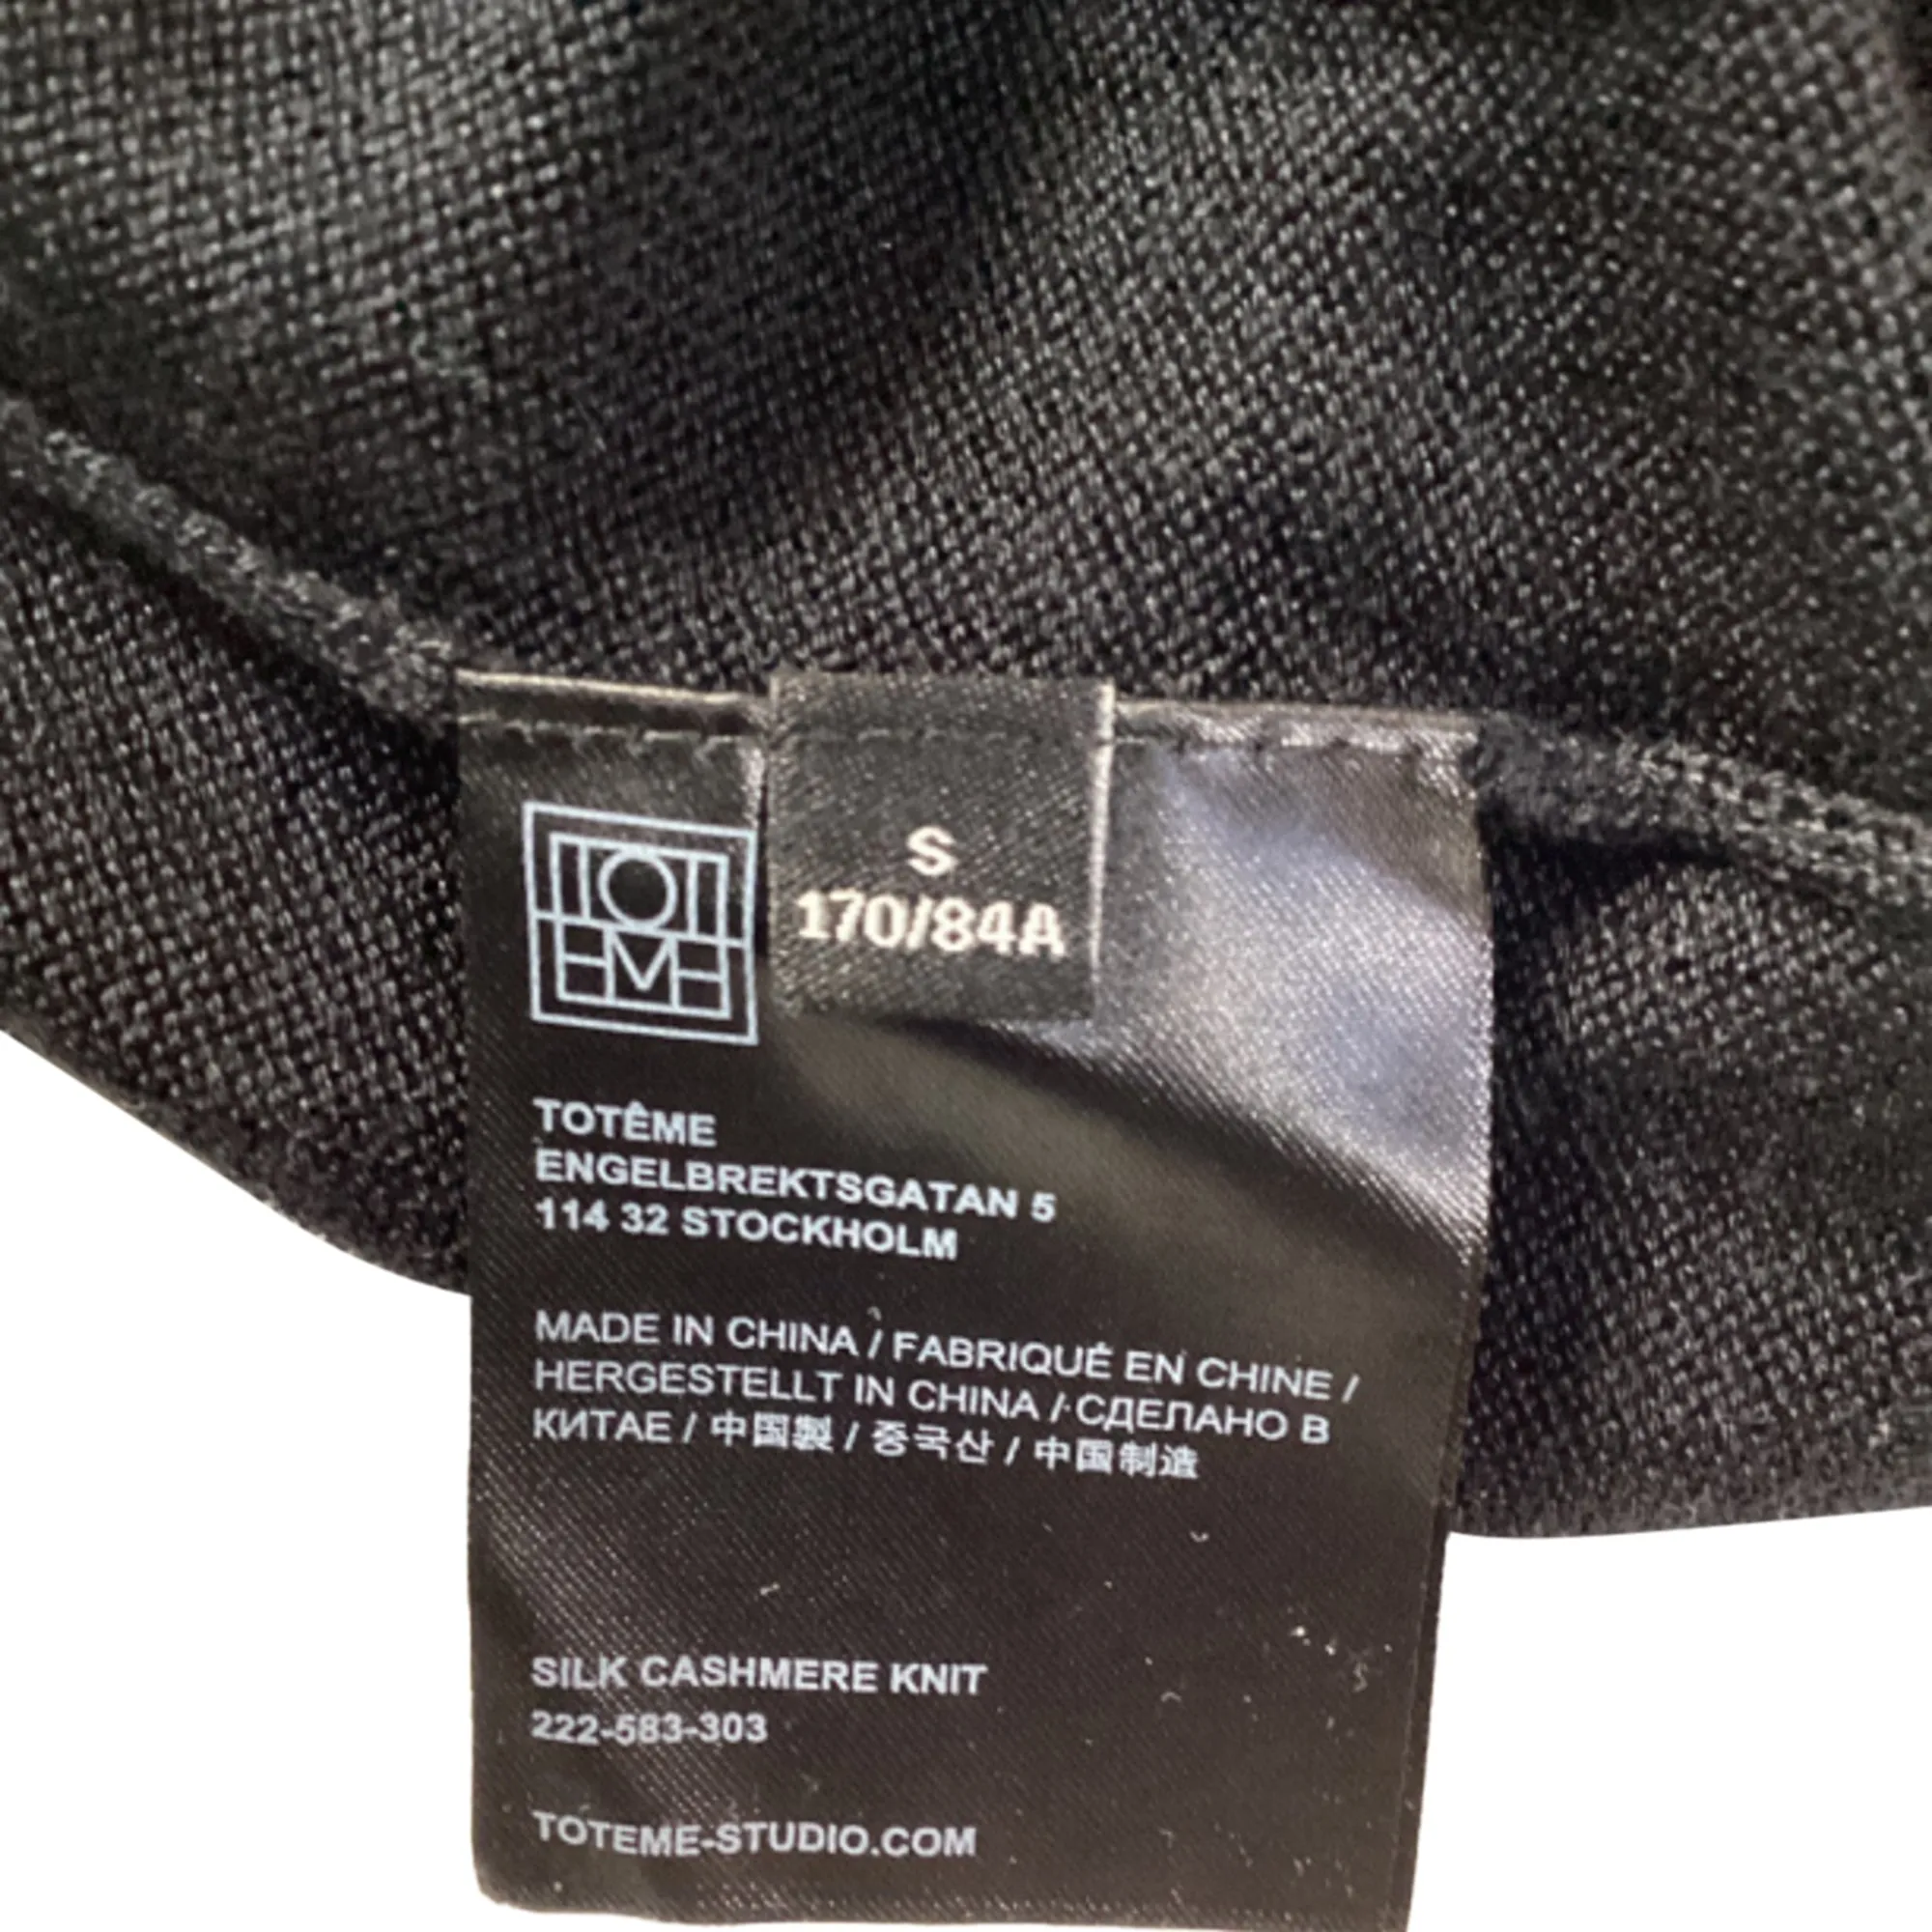 S
170/84A
TOTEME
TOTÊME
ENGELBREKTSGATAN 5
114 32 STOCKHOLM
MADE IN CHINA / FABRIQUÉ EN CHINE /
HERGESTELLT IN CHINA / СДЕЛАНО В
КИТАЕ / 中国製 / 중국산 / 中国制造
SILK CASHMERE KNIT
222-583-303
TOTEME-STUDIO.COM